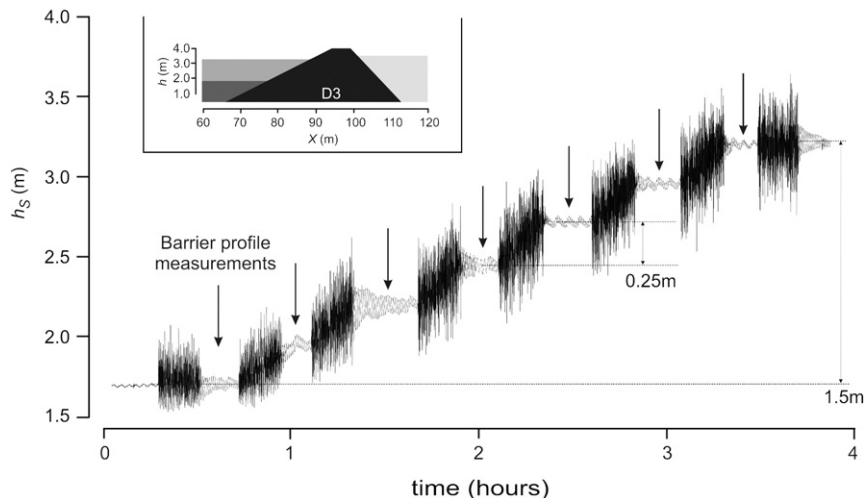 4.0
3.5
3.0
2.5
2.0
1.5
h_S (m)
4.0
3.0
2.0
1.0
h (m)
D3
60 70 80 90 100 110 120
X (m)
Barrier profile
measurements
0.25m
1.5m
0 1 2 3 4
time (hours)